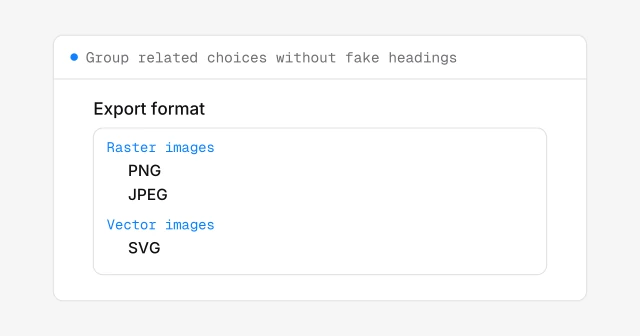 Group related choices without fake headings
Export format
Raster images
PNG
JPEG
Vector images
SVG